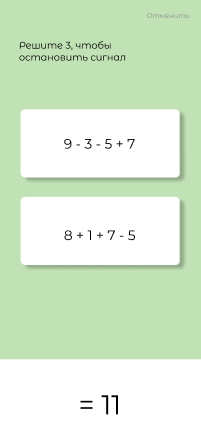 Отменить
Решите 3, чтобы
остановить сигнал
9 - 3 - 5 + 7
8 + 1 + 7 - 5
= 11